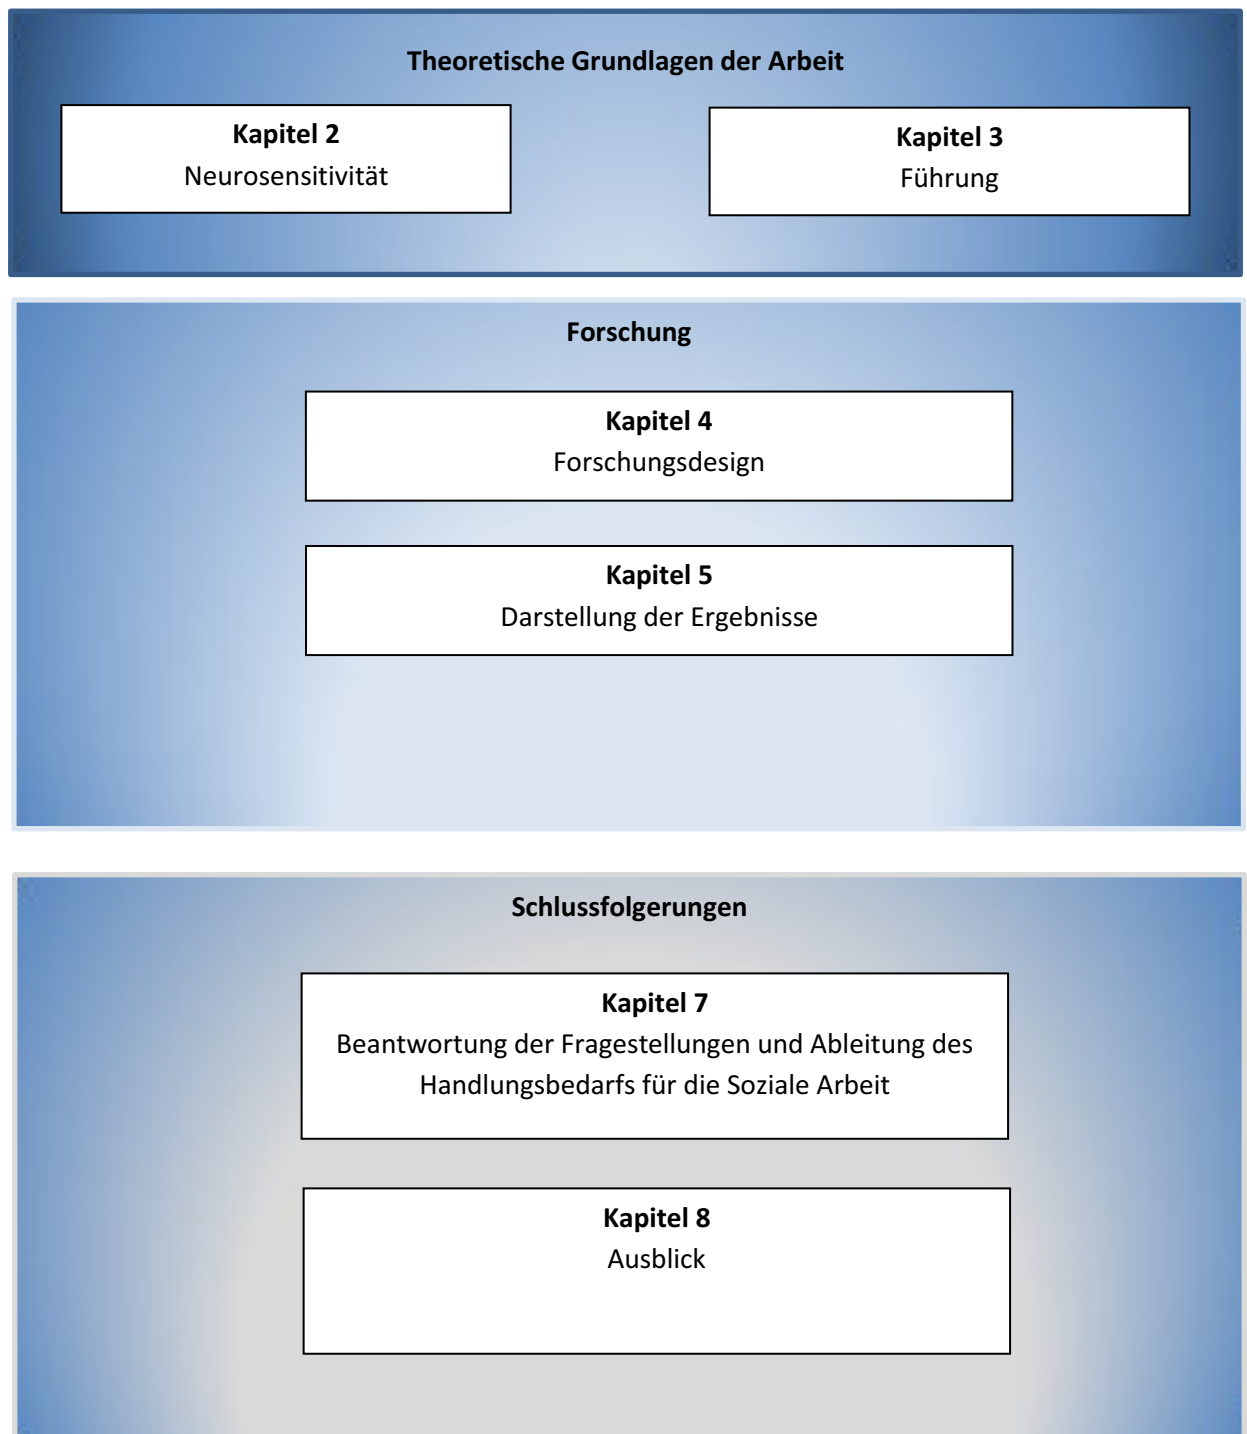 Theoretische Grundlagen der Arbeit
Kapitel 2
Neurosensitivität
Kapitel 3
Führung
Forschung
Kapitel 4
Forschungsdesign
Kapitel 5
Darstellung der Ergebnisse
Schlussfolgerungen
Kapitel 7
Beantwortung der Fragestellungen und Ableitung des
Handlungsbedarfs für die Soziale Arbeit
Kapitel 8
Ausblick